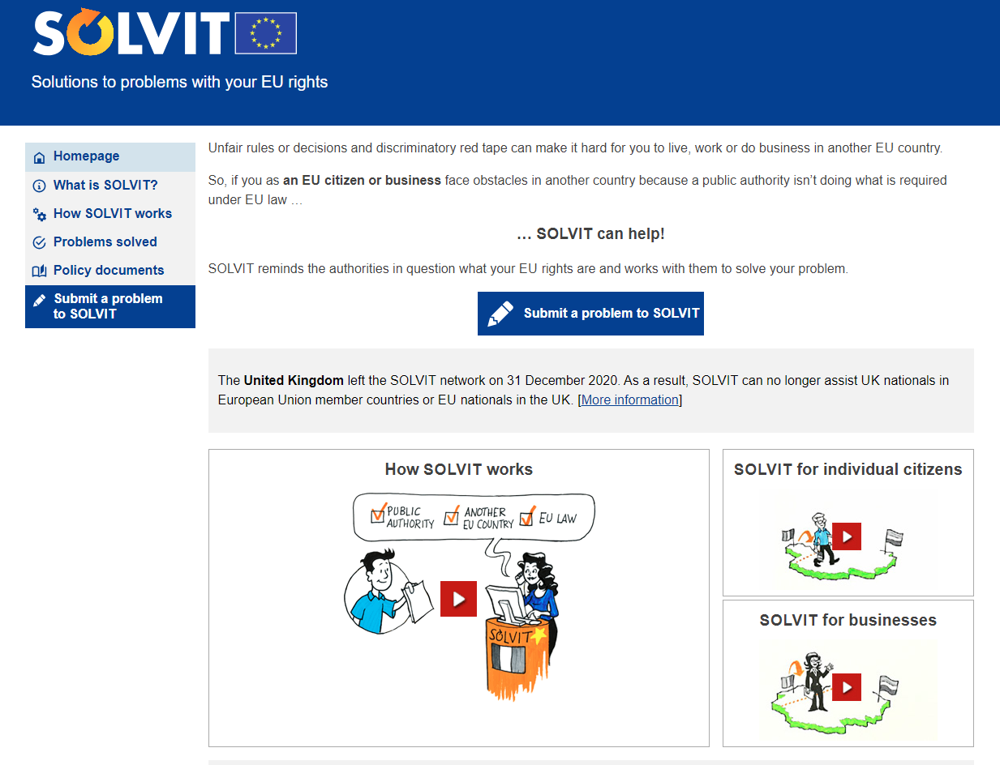 SOLVIT
Solutions to problems with your EU rights
Homepage
What is SOLVIT?
How SOLVIT works
Problems solved
Policy documents
Submit a problem
to SOLVIT
Unfair rules or decisions and discriminatory red tape can make it hard for you to live, work or do business in another EU country.
So, if you as an EU citizen or business face obstacles in another country because a public authority isn’t doing what is required
under EU law …
… SOLVIT can help!
SOLVIT reminds the authorities in question what your EU rights are and works with them to solve your problem.
Submit a problem to SOLVIT
The United Kingdom left the SOLVIT network on 31 December 2020. As a result, SOLVIT can no longer assist UK nationals in
European Union member countries or EU nationals in the UK. [More information]
How SOLVIT works
PUBLIC
AUTHORITY
ANOTHER
EU COUNTRY
EU LAW
SOLVIT
SOLVIT for individual citizens
SOLVIT for businesses